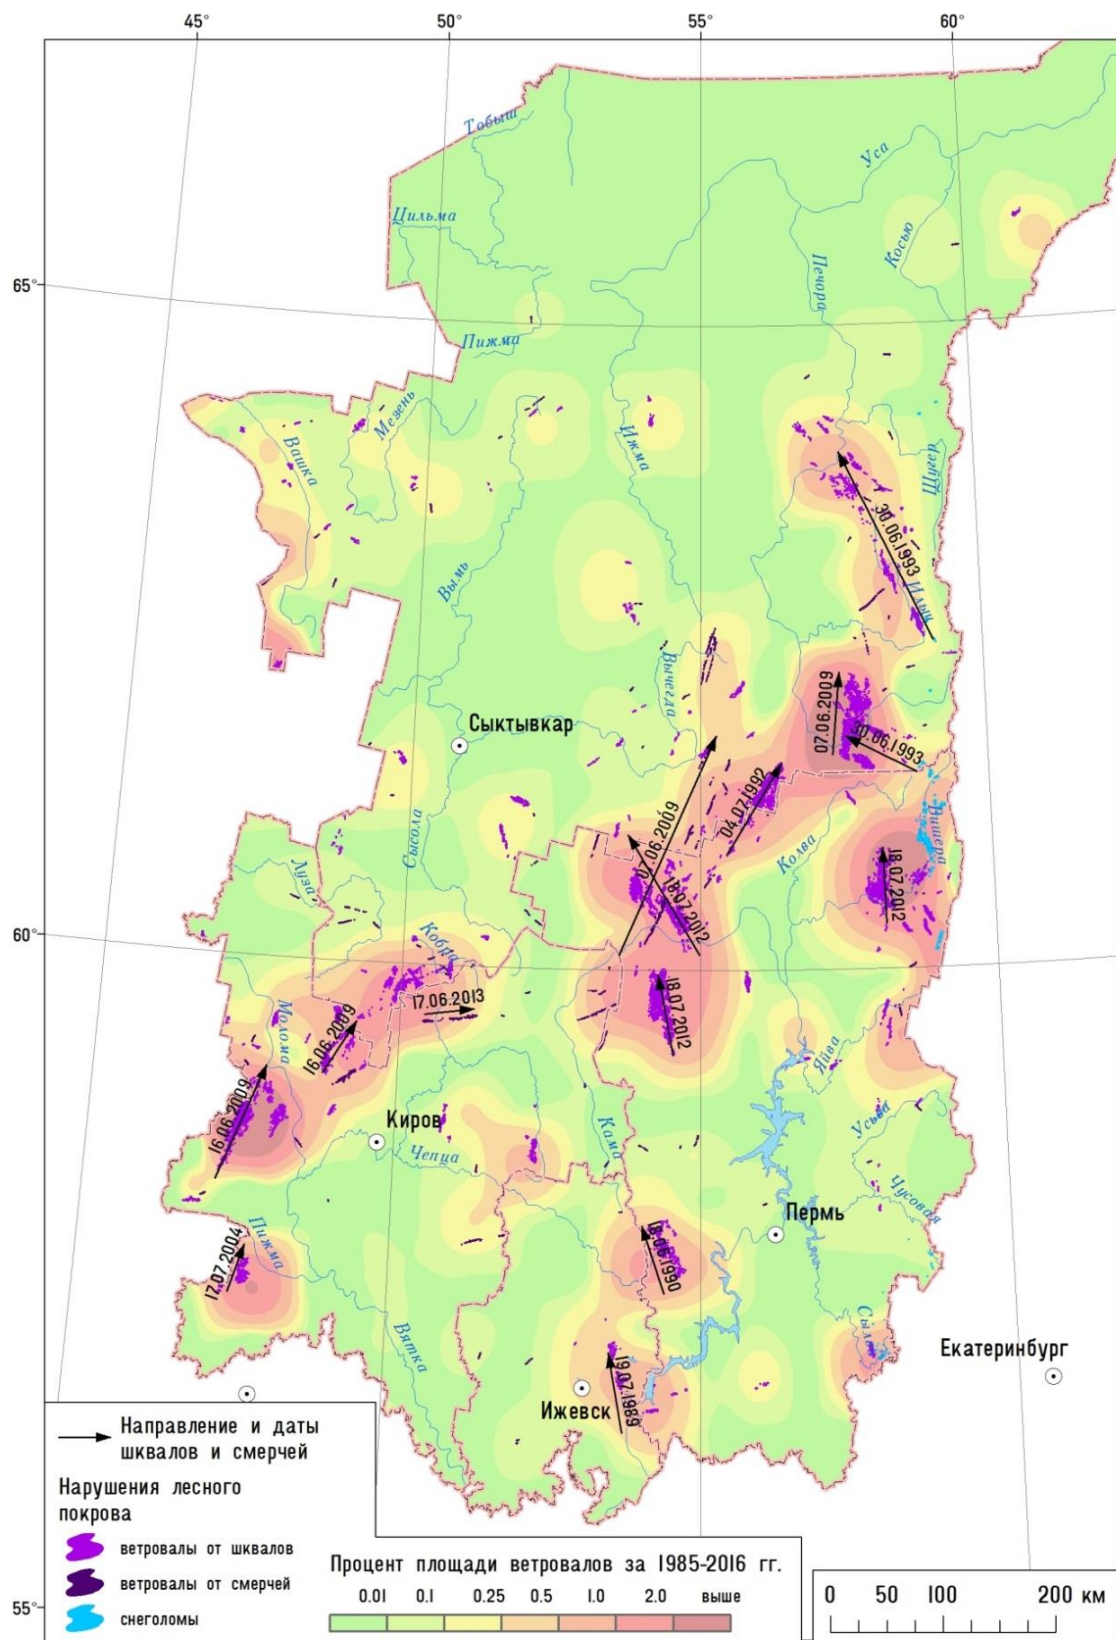 45°
50°
55°
60°
Тобыш
Уса
Цильма
Косью
Печора
65°
Пижма
Мезень
Вашка
Ижма
Щугер
30.06.1993
Вымь
Илыч
Вычегда
07.06.2009
Сыктывкар
30.06.1993
04.07.1992
07.06.2009
Вишера
Колва
Сысола
Луза
18.07.2012
18.07.2012
60°
Кобра
17.06.2013
18.07.2012
Молома
16.06.2009
Яйва
16.06.2009
Киров
Кама
Усьва
Чепца
Чусовая
Пермь
Пижма
17.07.2004
18.06.1990
Вятка
Екатеринбург
Ижевск
19.07.1989
Направление и даты
шквалов и смерчей
Нарушения лесного
покрова
ветровалы от шквалов
ветровалы от смерчей
снеголомы
Процент площади ветровалов за 1985-2016 гг.
0.01 0.1 0.25 0.5 1.0 2.0 выше
0 50 100 200 км
55°